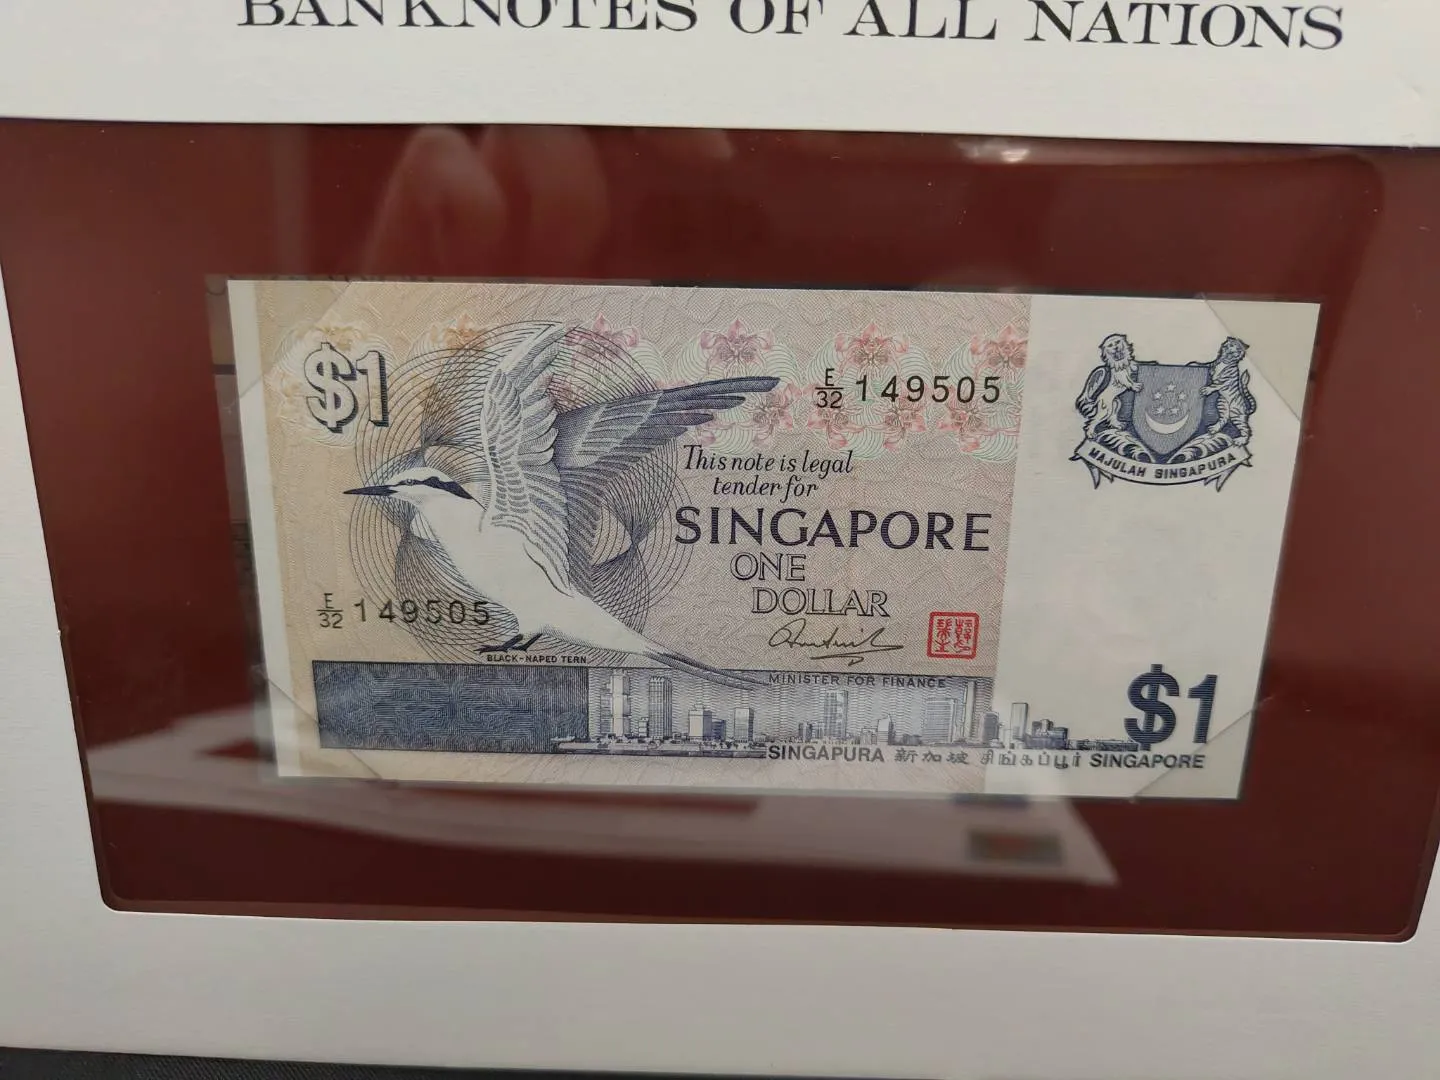 BANKNOTES OF ALL NATIONS
$1
E/32 149505
MAJULAH SINGAPURA
This note is legal
tender for
SINGAPORE
ONE
DOLLAR
E/32 149505
BLACK-NAPED TERN
MINISTER FOR FINANCE
$1
SINGAPURA 新加坡 சிங்கப்பூர் SINGAPORE